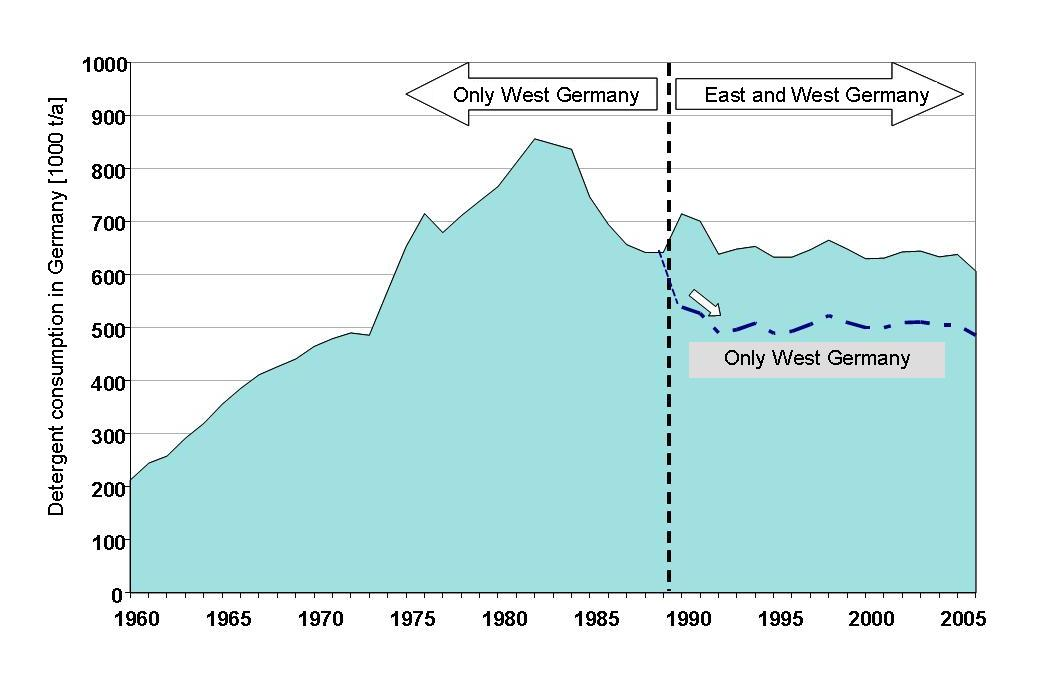 Detergent consumption in Germany [1000 t/a]
1000
900
800
700
600
500
400
300
200
100
0
Only West Germany
East and West Germany
Only West Germany
1960 1965 1970 1975 1980 1985 1990 1995 2000 2005